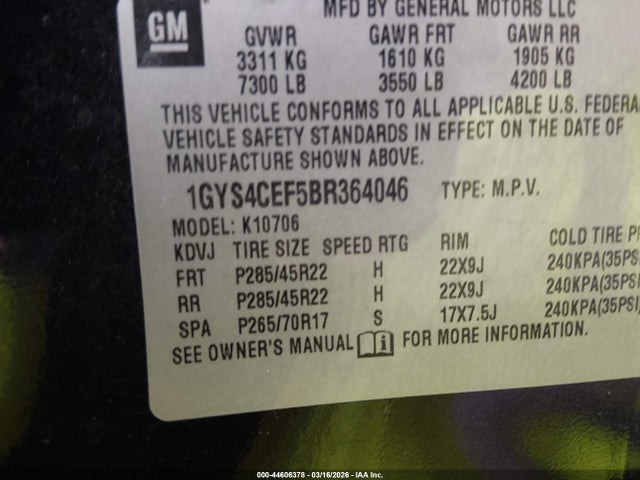 MFD BY GENERAL MOTORS LLC
GM
GVWR GAWR FRT GAWR RR
3311 KG 1610 KG 1905 KG
7300 LB 3550 LB 4200 LB
THIS VEHICLE CONFORMS TO ALL APPLICABLE U.S. FEDERA
VEHICLE SAFETY STANDARDS IN EFFECT ON THE DATE OF
MANUFACTURE SHOWN ABOVE.
1GYS4CEF5BR364046 TYPE: M.P.V.
MODEL: K10706
KDVJ TIRE SIZE SPEED RTG RIM COLD TIRE P
FRT P285/45R22 H 22X9J 240KPA(35PS
RR P285/45R22 H 22X9J 240KPA(35PSI
SPA P265/70R17 S 17X7.5J 240KPA(35PSI)
SEE OWNER'S MANUAL i FOR MORE INFORMATION.
000-44606378 - 03/16/2026 - IAA Inc.